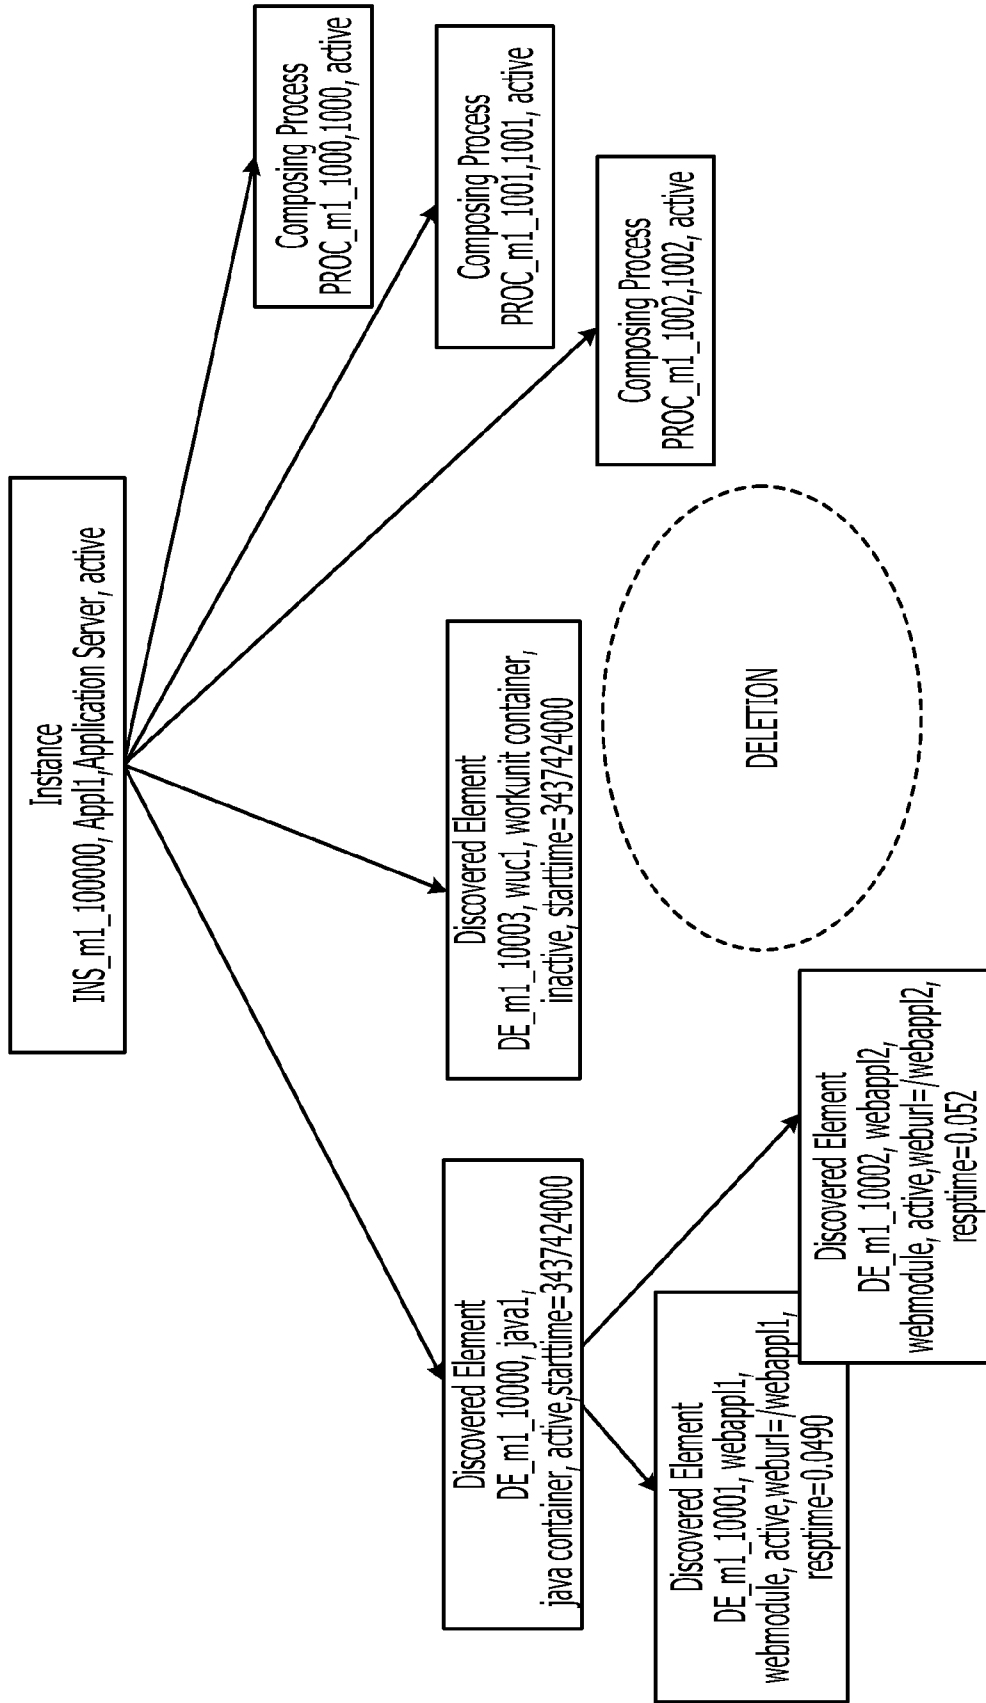 Instance
INS_m1_100000, Appl1,Application Server, active
Composing Process
PROC_m1_1000,1000, active
Composing Process
PROC_m1_1001,1001, active
Composing Process
PROC_m1_1002,1002, active
Discovered Element
DE_m1_10003, wuc1, workunit container,
inactive, starttime=3437424000
Discovered Element
DE_m1_10000, java1,
java container, active,starttime=3437424000
Discovered Element
DE_m1_10001, webappl1,
webmodule, active,weburl=/webappl1,
resptime=0.0490
Discovered Element
DE_m1_10002, webappl2,
webmodule, active,weburl=/webappl2,
resptime=0.052
DELETION